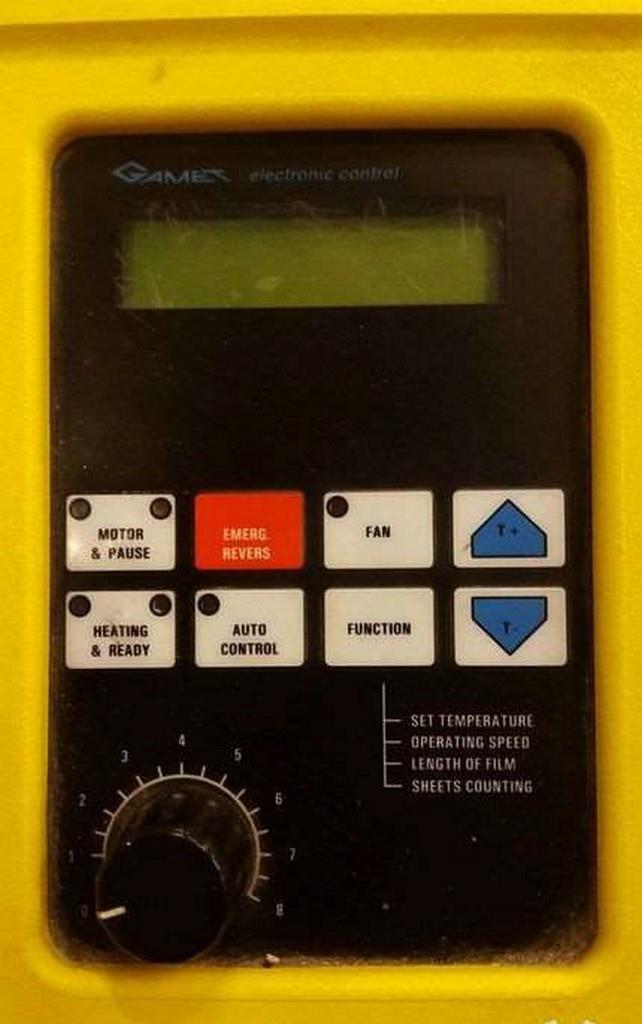 GAMER electronic control
MOTOR
& PAUSE
EMERG.
REVERS
FAN
T +
HEATING
& READY
AUTO
CONTROL
FUNCTION
T-
SET TEMPERATURE
OPERATING SPEED
LENGTH OF FILM
SHEETS COUNTING
0
1
2
3
4
5
6
7
8